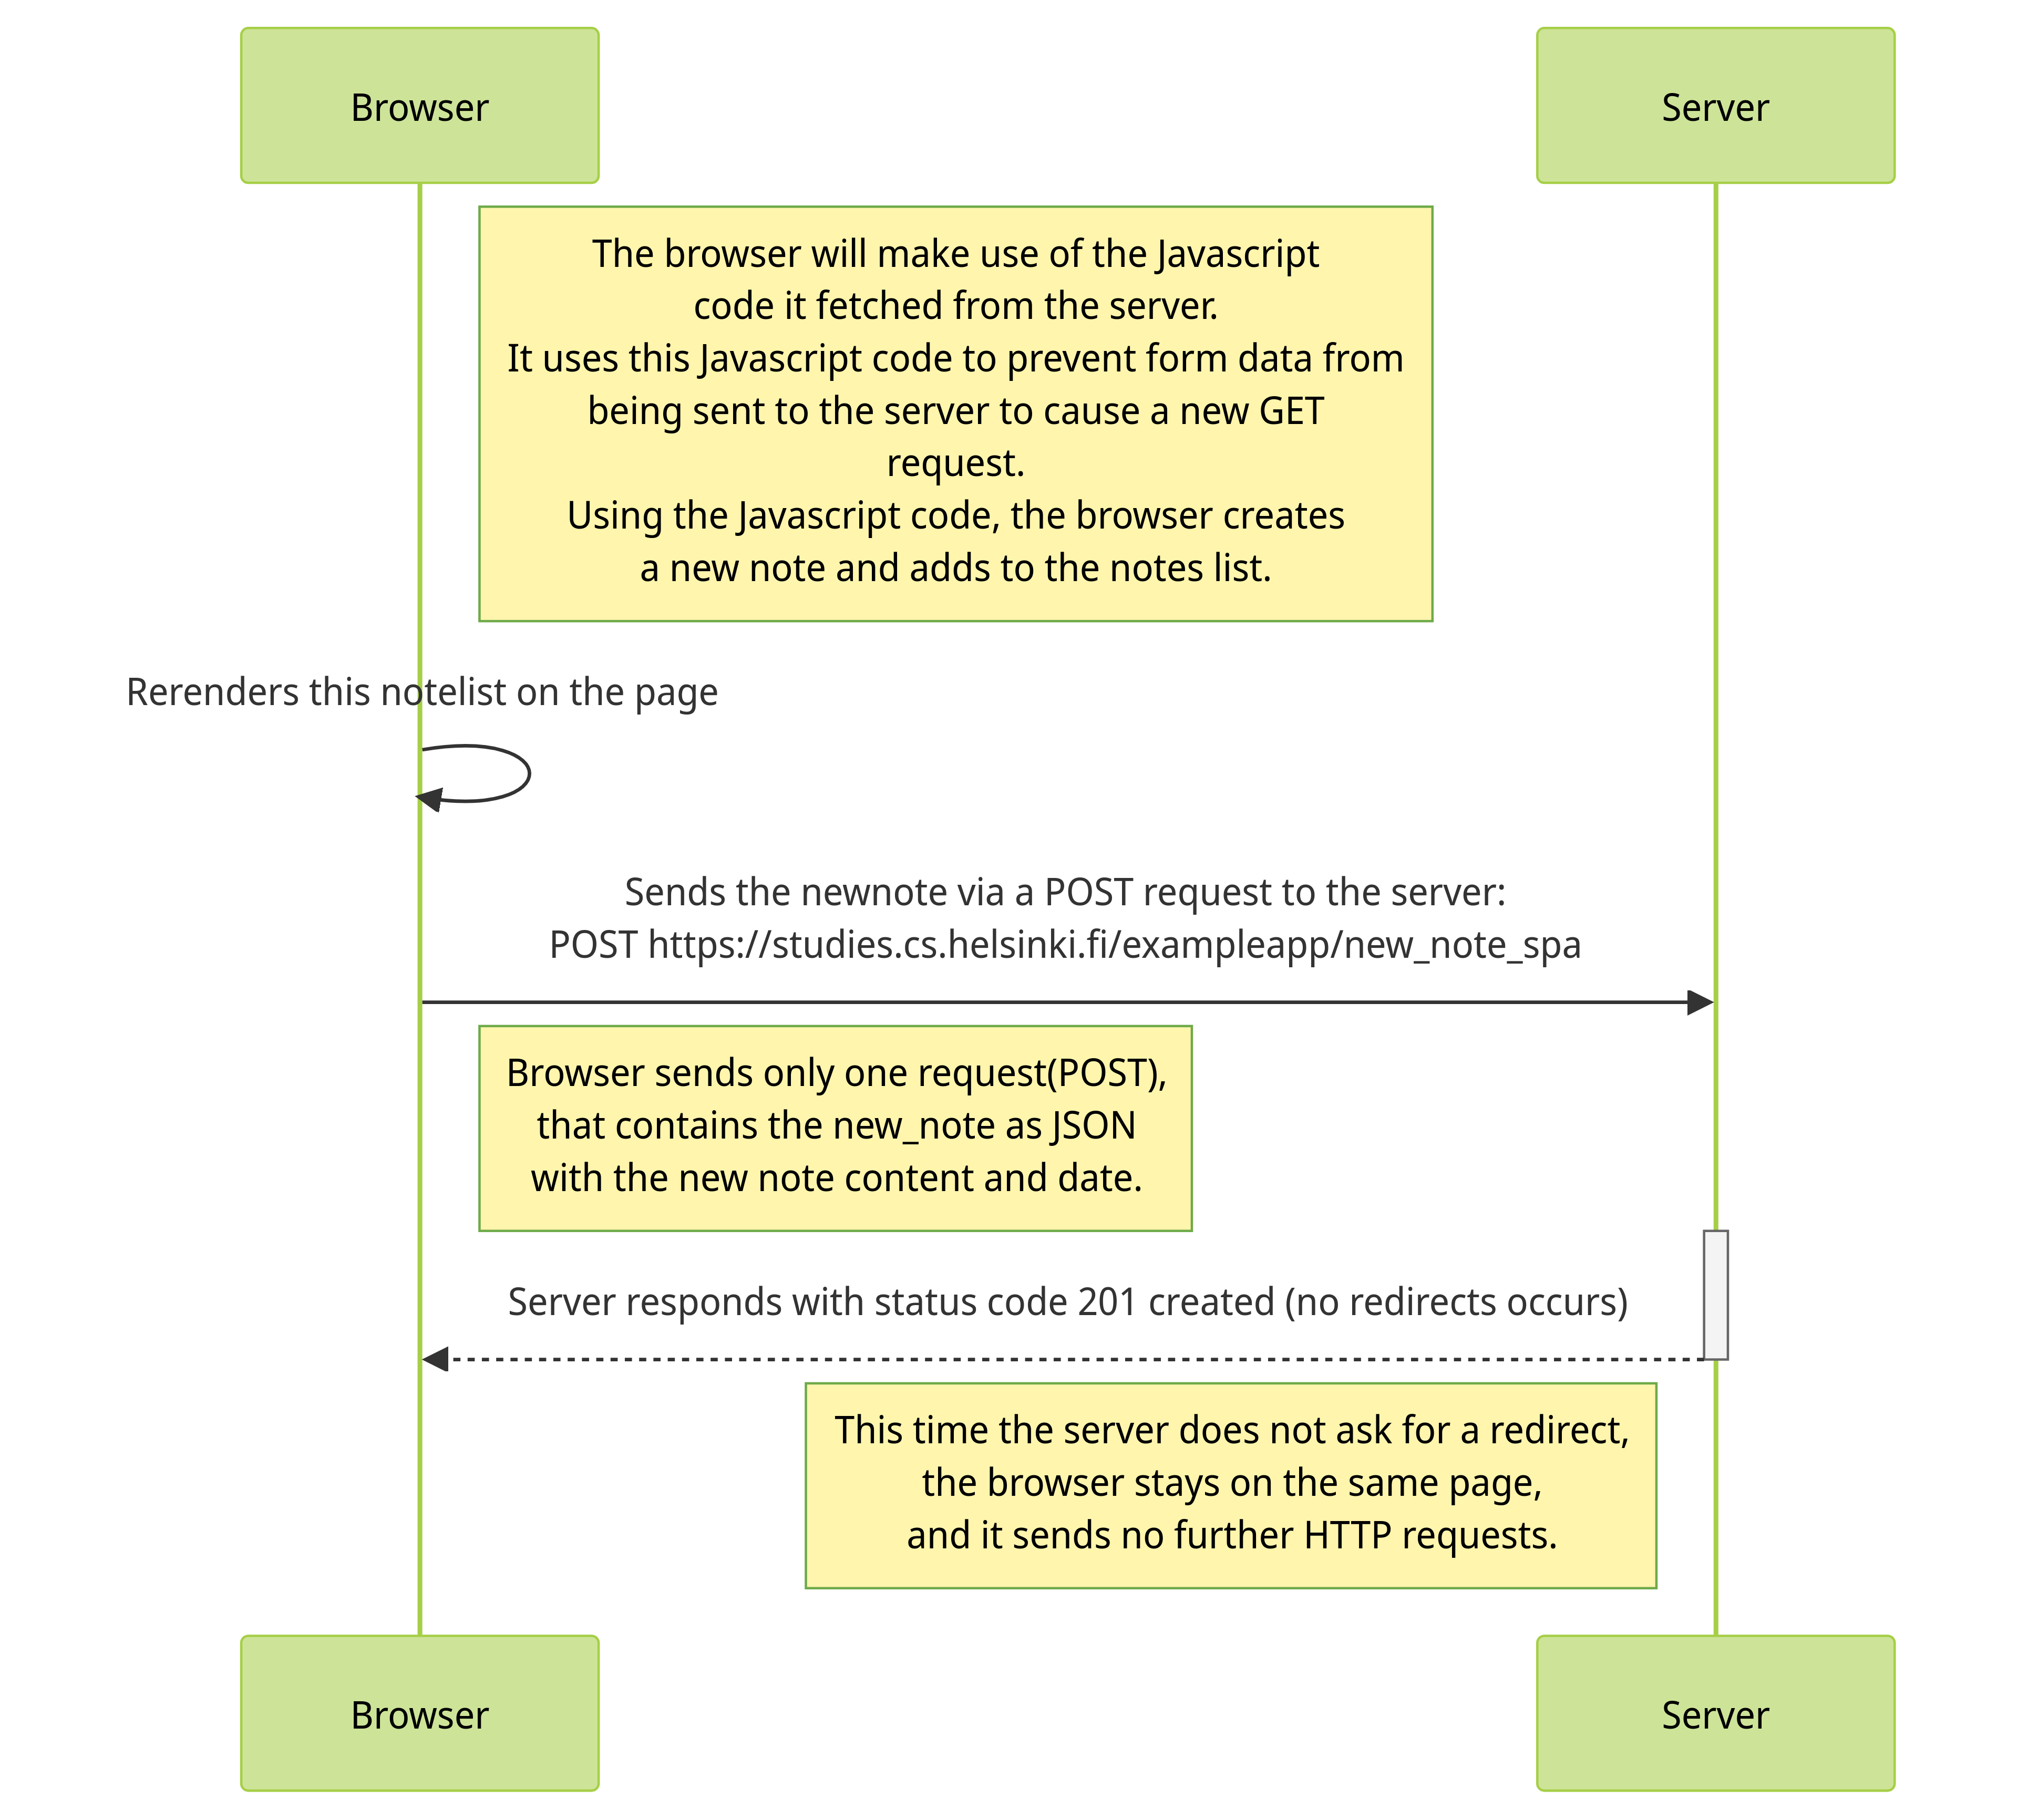 Browser
Server
The browser will make use of the Javascript
code it fetched from the server.
It uses this Javascript code to prevent form data from
being sent to the server to cause a new GET
request.
Using the Javascript code, the browser creates
a new note and adds to the notes list.
Rerenders this notelist on the page
Sends the newnote via a POST request to the server:
POST https://studies.cs.helsinki.fi/exampleapp/new_note_spa
Browser sends only one request(POST),
that contains the new_note as JSON
with the new note content and date.
Server responds with status code 201 created (no redirects occurs)
This time the server does not ask for a redirect,
the browser stays on the same page,
and it sends no further HTTP requests.
Browser
Server